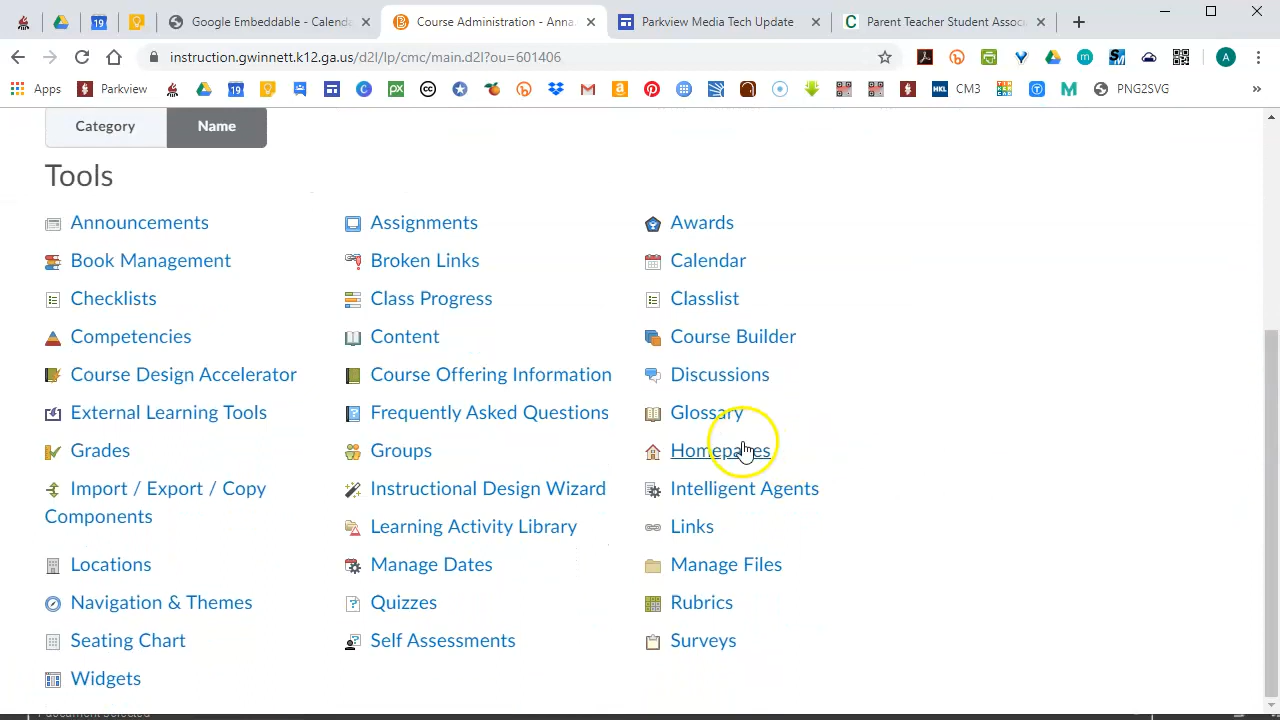 Google Embeddable - Calenda
Course Administration - Anna
Parkview Media Tech Update
Parent Teacher Student Associ
instruction.gwinnett.k12.ga.us/d2l/lp/cmc/main.d2l?ou=601406
Apps
Parkview
CM3
PNG2SVG
Category
Name
Tools
Announcements
Assignments
Awards
Book Management
Broken Links
Calendar
Checklists
Class Progress
Classlist
Competencies
Content
Course Builder
Course Design Accelerator
Course Offering Information
Discussions
External Learning Tools
Frequently Asked Questions
Glossary
Grades
Groups
Homepages
Import / Export / Copy
Components
Instructional Design Wizard
Intelligent Agents
Learning Activity Library
Links
Locations
Manage Dates
Manage Files
Navigation & Themes
Quizzes
Rubrics
Seating Chart
Self Assessments
Surveys
Widgets